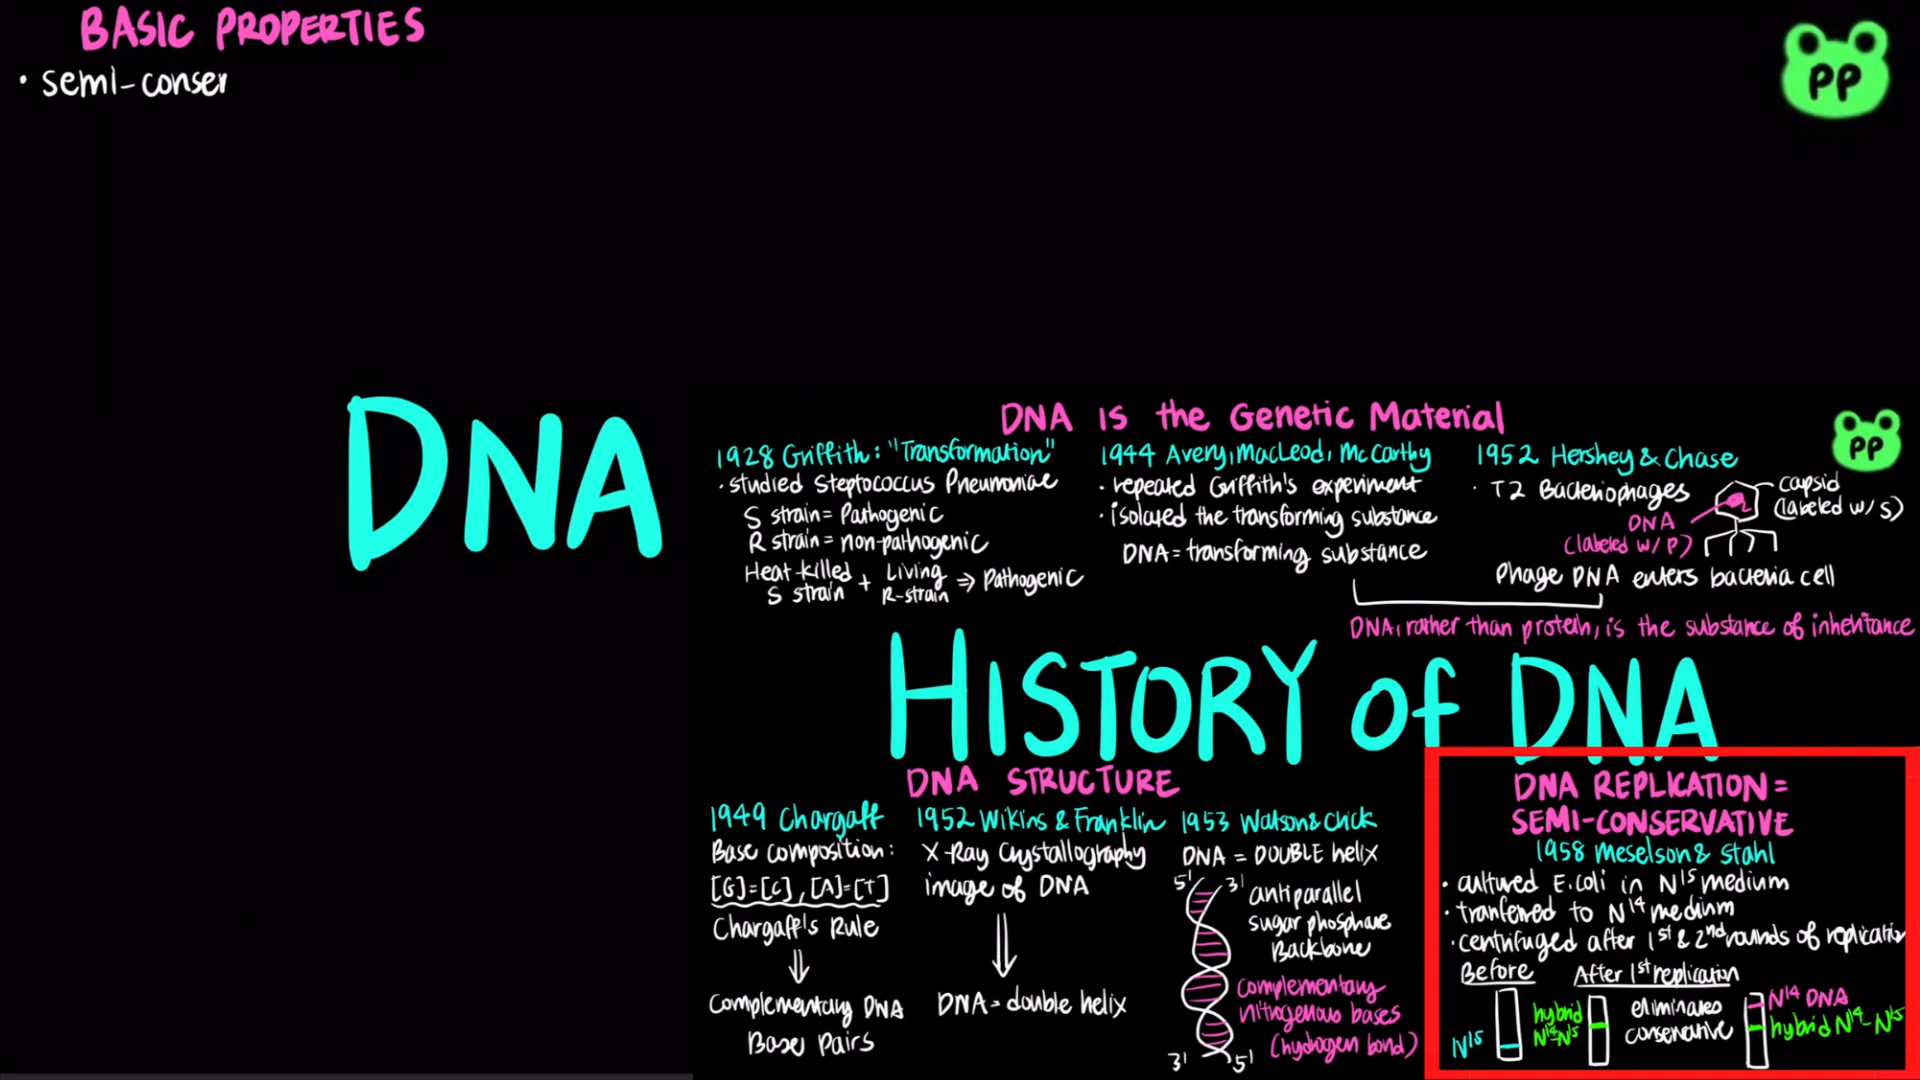 BASIC PROPERTIES
• semi-conser
PP
DNA
DNA IS the Genetic Material
PP
1928 Griffith: "Transformation"
• studied Steptococcus Pneumoniae
S strain = Pathogenic
R strain = non-pathogenic
Heat-killed S strain + Living R-strain ⇒ Pathogenic
1944 Avery, MacLeod, McCarthy
• repeated Griffith's experiment
• isolated the transforming substance
DNA = transforming substance
1952 Hershey & Chase
• T2 Bacteriophages
capsid
(labeled w/ S)
DNA
(labeled w/ P)
Phage DNA enters bacteria cell
DNA, rather than protein, is the substance of inheritance
HISTORY of DNA
DNA STRUCTURE
1949 Chargaff
Base composition:
[G]=[C], [A]=[T]
Chargaff's Rule
Complementary DNA
Base Pairs
1952 Wilkins & Franklin
X-Ray Crystallography
image of DNA
DNA = double helix
1953 Watson & Crick
DNA = DOUBLE helix
5' 3'
antiparallel
sugar phosphate
Backbone
complementary
nitrogenous bases
(hydrogen bond)
3' 5'
DNA REPLICATION =
SEMI-CONSERVATIVE
1958 Meselson & Stahl
• cultured E.coli in N15 medium
• tranferred to N14 medium
• centrifuged after 1st & 2nd rounds of replication
Before
After 1st replication
N15
hybrid
N14-N15
eliminates
conservative
N14 DNA
hybrid N14-N15